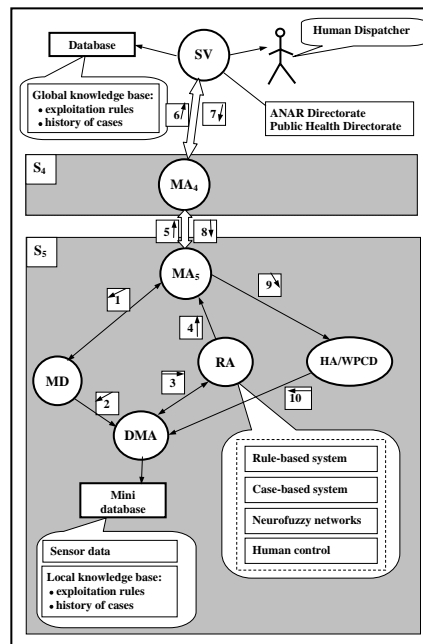 Database
SV
Human Dispatcher
Global knowledge base:
• exploitation rules
• history of cases
6
7
ANAR Directorate
Public Health Directorate
S4
MA4
5
8
S5
MA5
1
9
4
MD
RA
HA/WPCD
3
2
10
DMA
Mini
database
Rule-based system
Case-based system
Neurofuzzy networks
Human control
Sensor data
Local knowledge base:
• exploitation rules
• history of cases